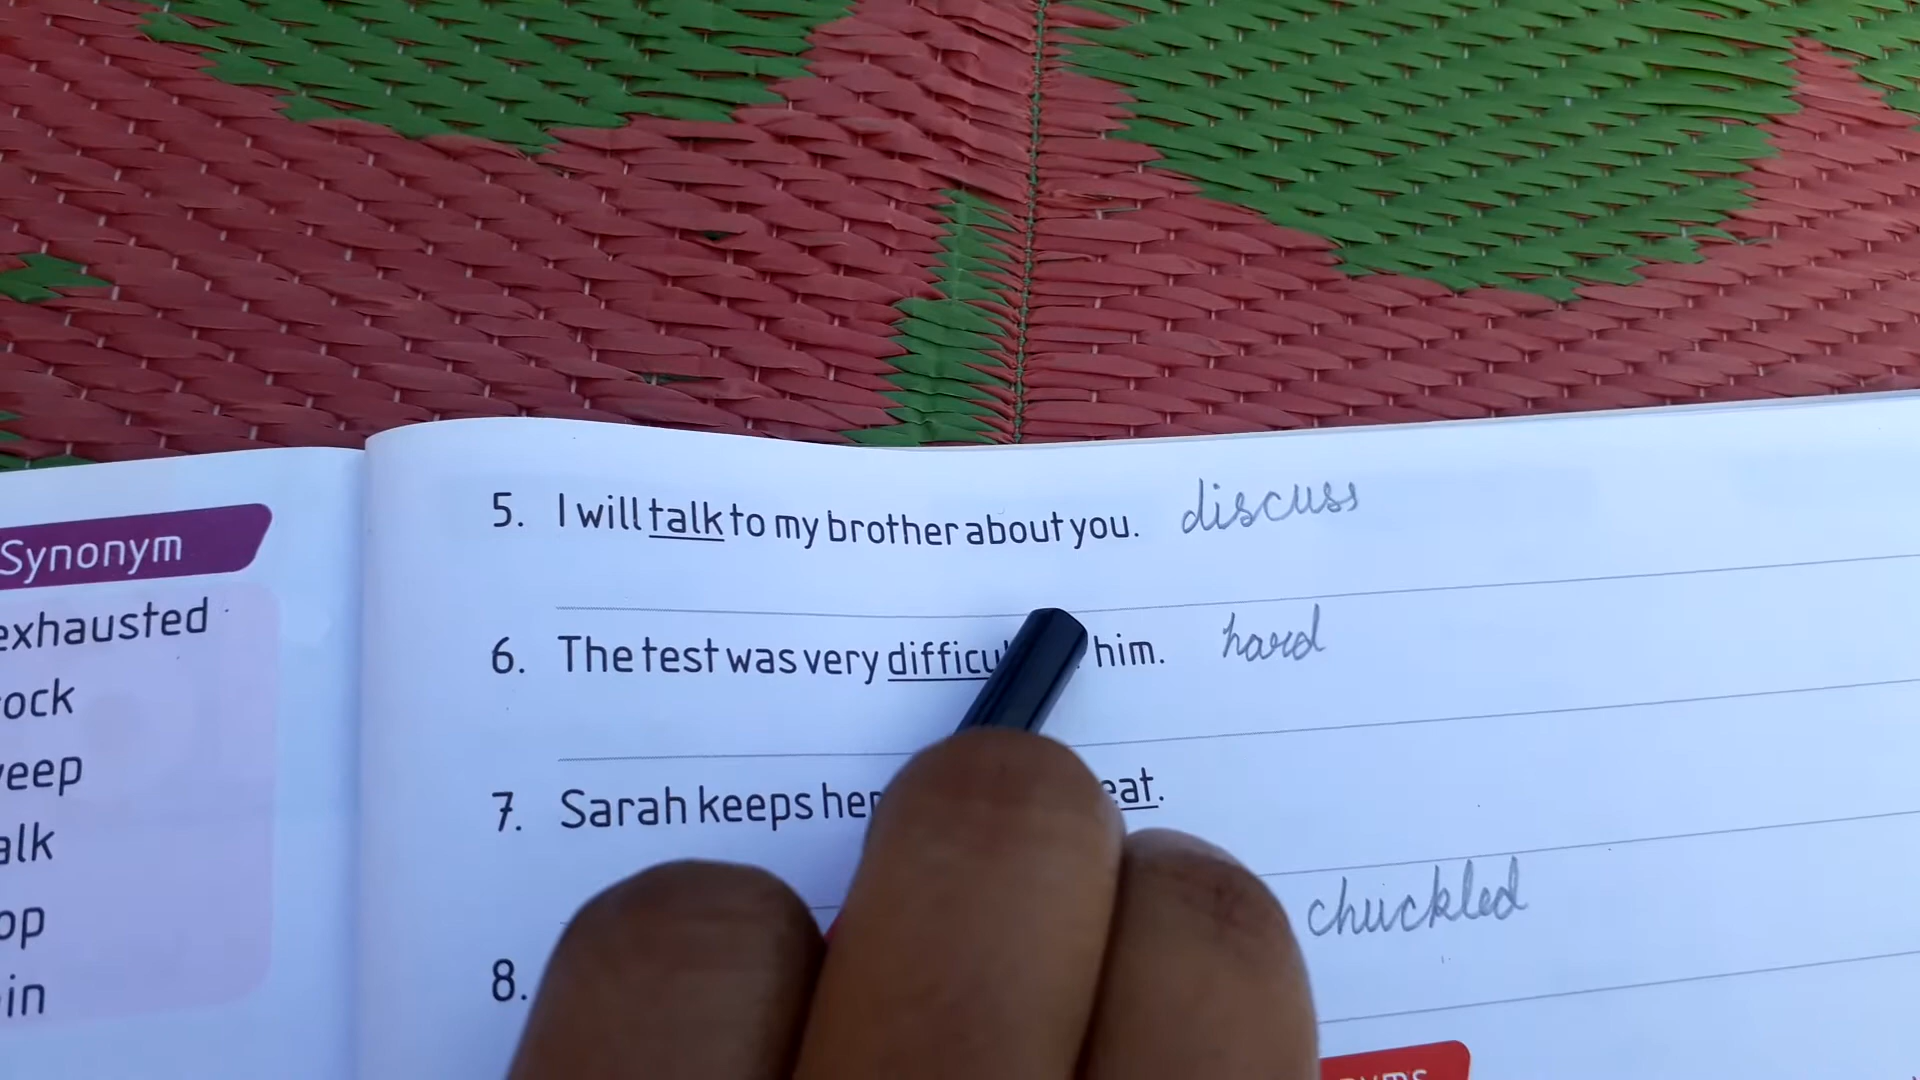 Synonym
exhausted
ock
eep
alk
op
in
5. I will talk to my brother about you. discuss
6. The test was very difficu him. hard
7. Sarah keeps her eat.
chuckled
8.